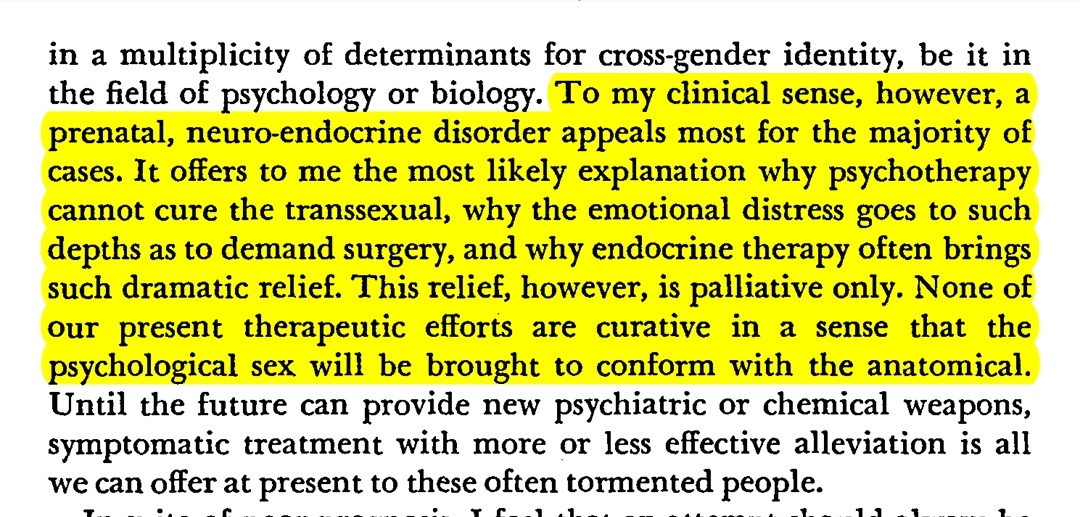 in a multiplicity of determinants for cross-gender identity, be it in
the field of psychology or biology. To my clinical sense, however, a
prenatal, neuro-endocrine disorder appeals most for the majority of
cases. It offers to me the most likely explanation why psychotherapy
cannot cure the transsexual, why the emotional distress goes to such
depths as to demand surgery, and why endocrine therapy often brings
such dramatic relief. This relief, however, is palliative only. None of
our present therapeutic efforts are curative in a sense that the
psychological sex will be brought to conform with the anatomical.
Until the future can provide new psychiatric or chemical weapons,
symptomatic treatment with more or less effective alleviation is all
we can offer at present to these often tormented people.